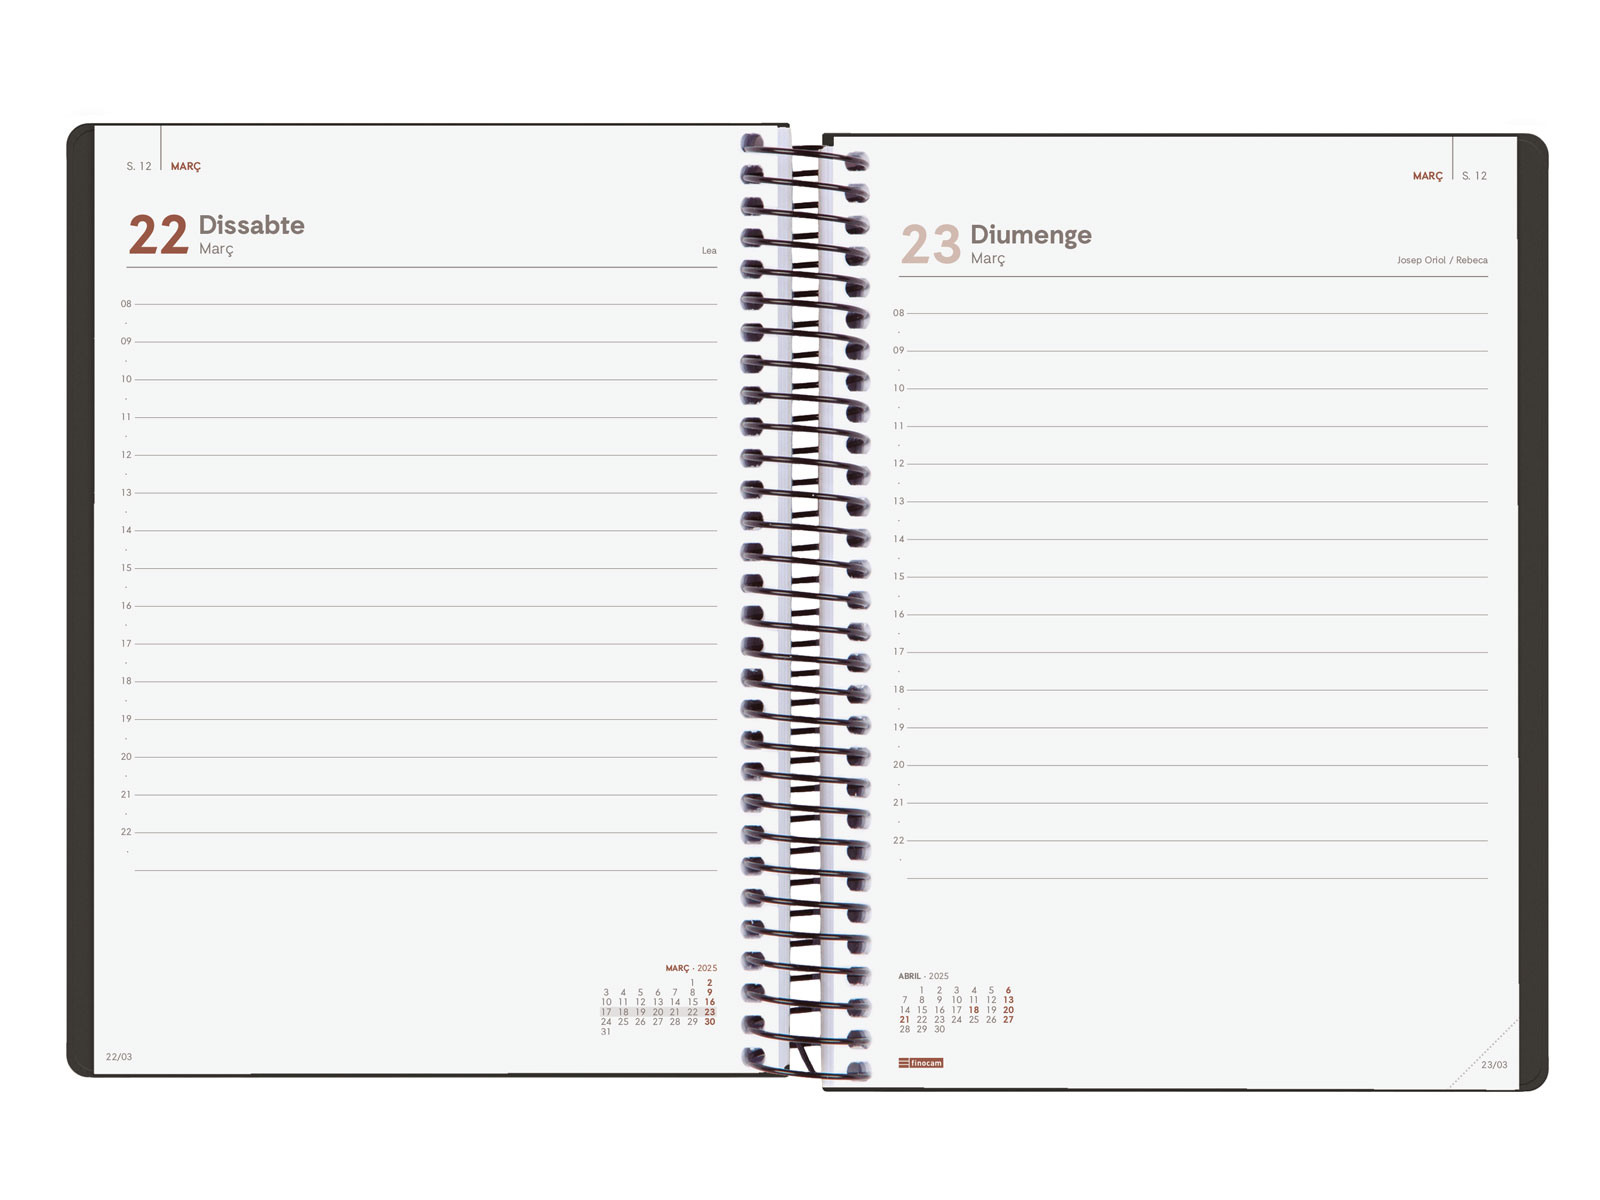 S. 12 MARÇ
22 Dissabte
Març
Lea
08
09
10
11
12
13
14
15
16
17
18
19
20
21
22
MARÇ · 2025
1 2
3 4 5 6 7 8 9
10 11 12 13 14 15 16
17 18 19 20 21 22 23
24 25 26 27 28 29 30
31
22/03
MARÇ S. 12
23 Diumenge
Març
Josep Oriol / Rebeca
08
09
10
11
12
13
14
15
16
17
18
19
20
21
22
ABRIL · 2025
1 2 3 4 5 6
7 8 9 10 11 12 13
14 15 16 17 18 19 20
21 22 23 24 25 26 27
28 29 30
finocam
23/03